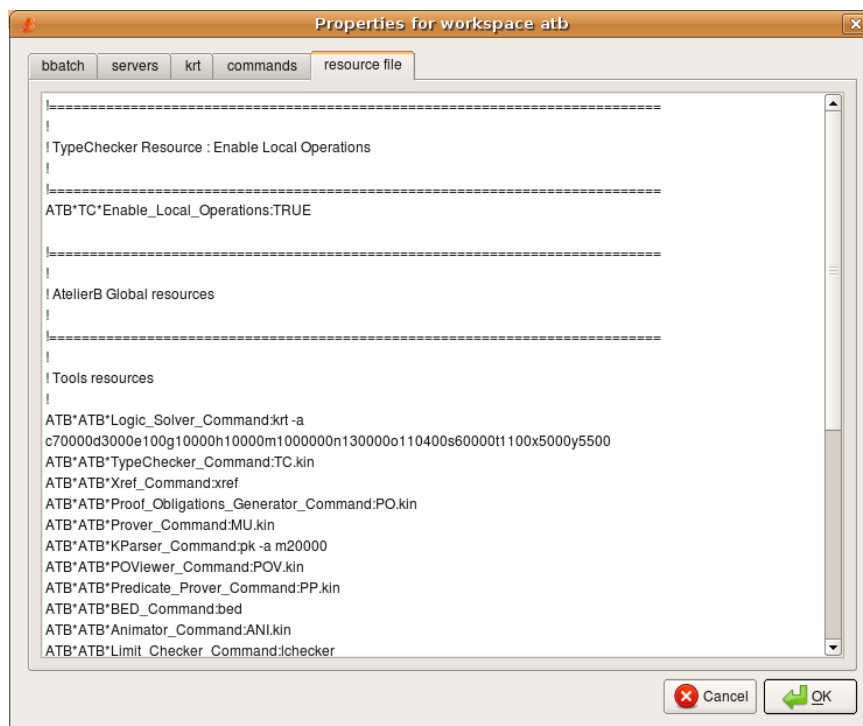 Properties for workspace atb
bbatch servers krt commands resource file
!===========================================================================
!
! TypeChecker Resource : Enable Local Operations
!
!===========================================================================
ATB*TC*Enable_Local_Operations:TRUE
!===========================================================================
!
! AtelierB Global resources
!
!===========================================================================
!
! Tools resources
!
ATB*ATB*Logic_Solver_Command:krt -a
c70000d3000e100g10000h10000m1000000n130000o110400s60000t1100x5000y5500
ATB*ATB*TypeChecker_Command:TC.kin
ATB*ATB*Xref_Command:xref
ATB*ATB*Proof_Obligations_Generator_Command:PO.kin
ATB*ATB*Prover_Command:MU.kin
ATB*ATB*KParser_Command:pk -a m20000
ATB*ATB*POViewer_Command:POV.kin
ATB*ATB*Predicate_Prover_Command:PP.kin
ATB*ATB*BED_Command:bed
ATB*ATB*Animator_Command:ANI.kin
ATB*ATB*Limit_Checker_Command:lchecker
Cancel OK